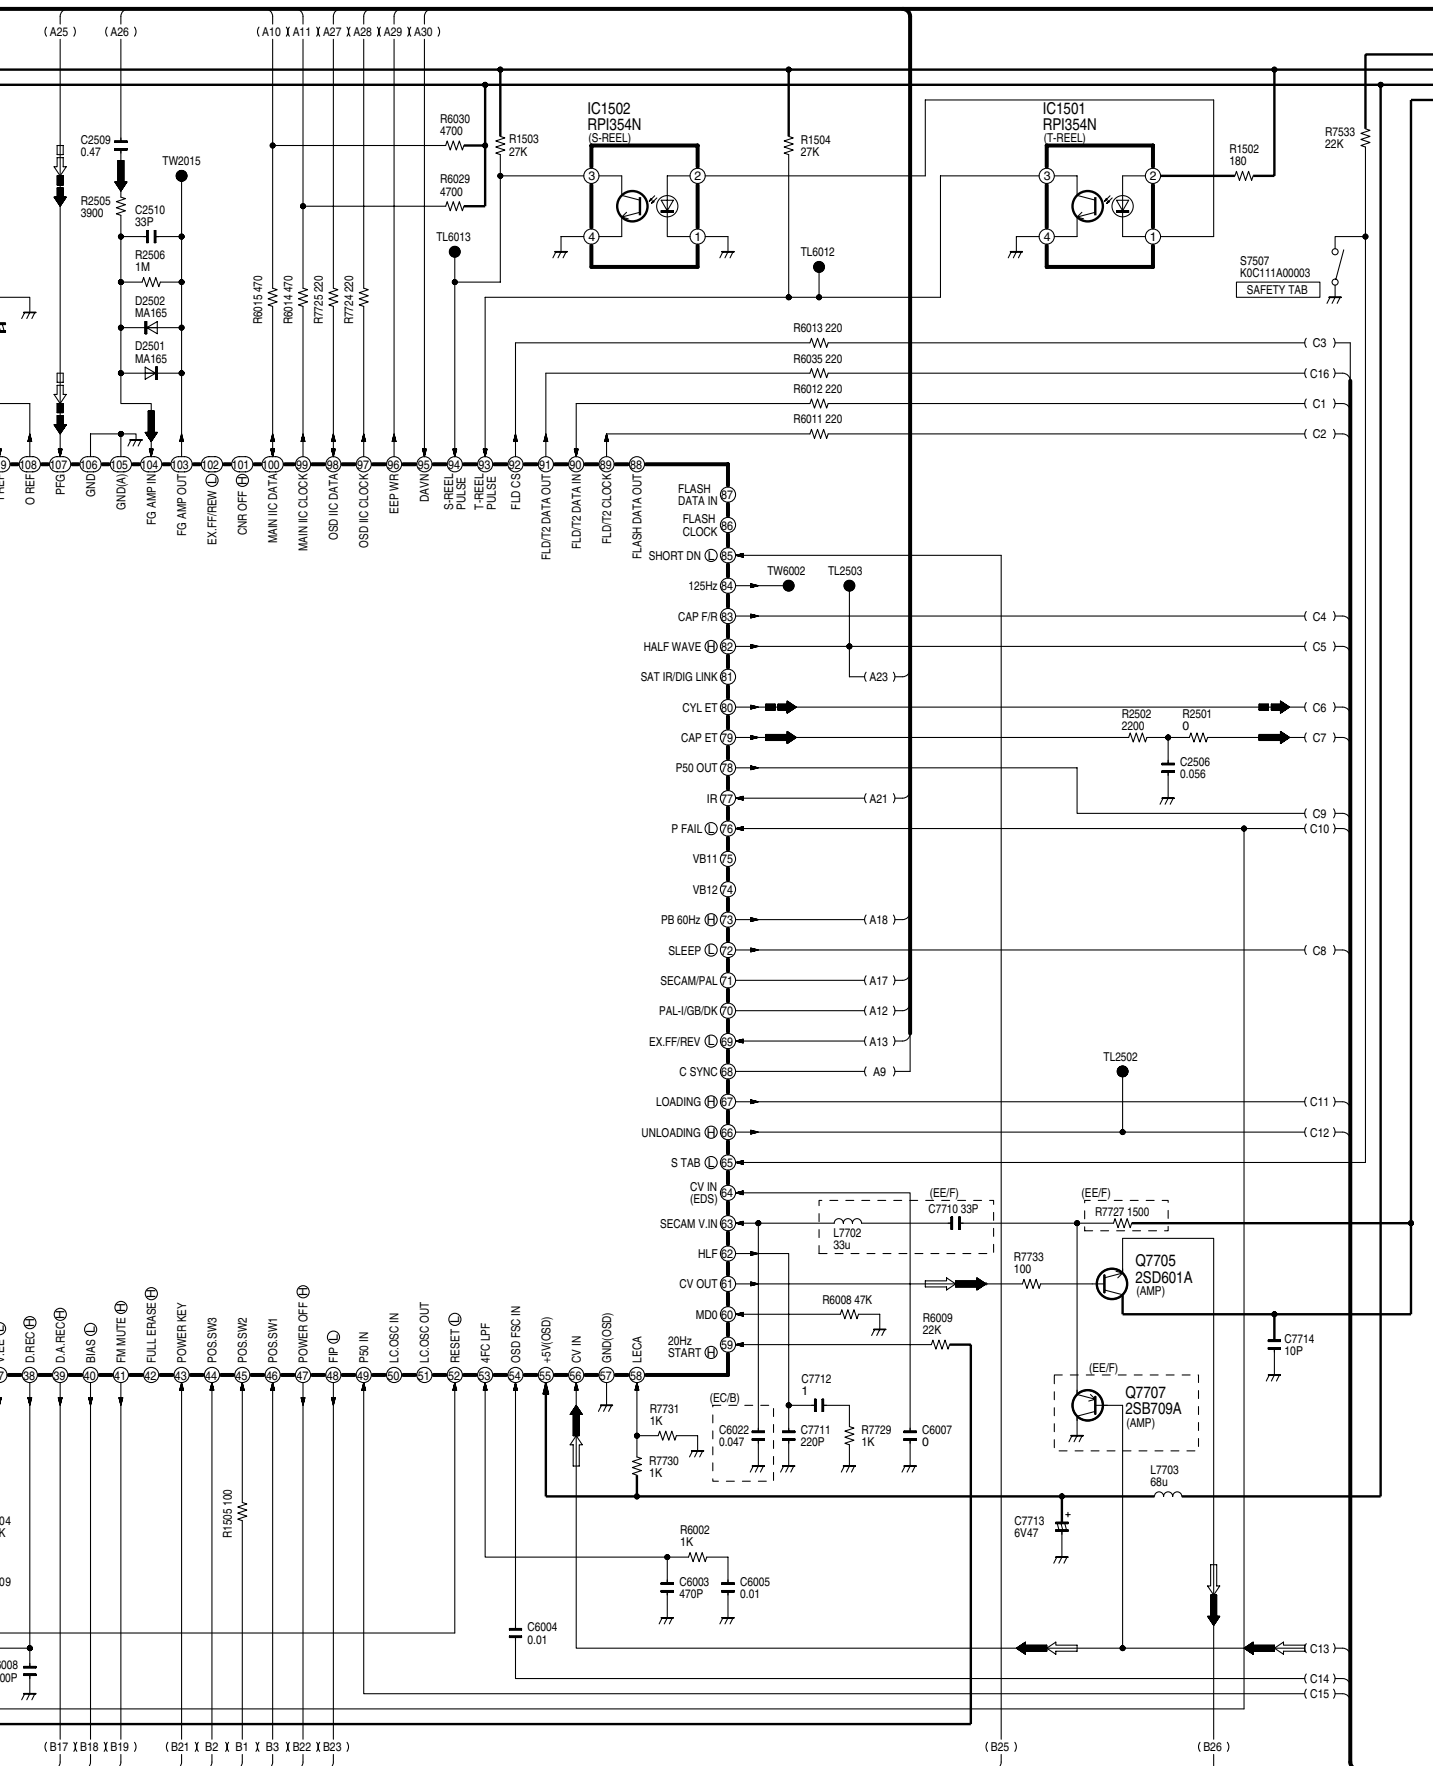 (A25) (A26) (A10)(A11)(A27)(A28)(A29)(A30)
C2509
0.47
TW2015
R2505
3900
C2510
33P
R2506
1M
D2502
MA165
D2501
MA165
R6015 470
R6014 470
R7725 220
R7724 220
R6030
4700
R6029
4700
TL6013
R1503
27K
IC1502
RPI354N
(S-REEL)
3
2
4
1
R1504
27K
TL6012
IC1501
RPI354N
(T-REEL)
3
2
4
1
R1502
180
R7533
22K
S7507
K0C111A00003
SAFETY TAB
R6013 220
(C3)
R6035 220
(C16)
R6012 220
(C1)
R6011 220
(C2)
108 107 106 105 104 103 102 101 100 99 98 97 96 95 94 93 92 91 90 89 88
O REF
PFG
GND
GND(A)
FG AMP IN
FG AMP OUT
EX.FF/REW (L)
CNR OFF (H)
MAIN IIC DATA
MAIN IIC CLOCK
OSD IIC DATA
OSD IIC CLOCK
EEP WR
DAVN
S-REEL
PULSE
T-REEL
PULSE
FLD CS
FLD/T2 DATA OUT
FLD/T2 DATA IN
FLD/T2 CLOCK
FLASH DATA OUT
FLASH
DATA IN 87
FLASH
CLOCK 86
SHORT DN (L) 85
125Hz 84
TW6002
TL2503
CAP F/R 83
(C4)
HALF WAVE (H) 82
(C5)
SAT IR/DIG LINK 81
(A23)
CYL ET 80
(C6)
CAP ET 79
R2502
2200
R2501
0
(C7)
C2506
0.056
P50 OUT 78
(C9)
IR 77
(A21)
P FAIL (L) 76
(C10)
VB11 75
VB12 74
PB 60Hz (H) 73
(A18)
SLEEP (L) 72
(C8)
SECAM/PAL 71
(A17)
PAL-I/GB/DK 70
(A12)
EX.FF/REV (L) 69
(A13)
C SYNC 68
(A9)
TL2502
LOADING (H) 67
(C11)
UNLOADING (H) 66
(C12)
S TAB (L) 65
CV IN
(EDS) 64
SECAM V.IN 63
HLF 62
CV OUT 61
MD0 60
20Hz
START (H) 59
(EE/F)
C7710 33P
L7702
33u
(EE/F)
R7727 1500
R7733
100
Q7705
2SD601A
(AMP)
R6008 47K
R6009
22K
C7714
10P
(EE/F)
Q7707
2SB709A
(AMP)
D.REC (H)
D.A.REC (H)
BIAS (L)
FM MUTE (H)
FULL ERASE (H)
POWER KEY
POS.SW3
POS.SW2
POS.SW1
POWER OFF (H)
FIP (L)
P50 IN
LC.OSC IN
LC.OSC OUT
RESET (L)
4FC LPF
OSD FSC IN
+5V(OSD)
CV IN
GND(OSD)
LECA
38 39 40 41 42 43 44 45 46 47 48 49 50 51 52 53 54 55 56 57 58
R7731
1K
R7730
1K
(EC/B)
C6022
0.047
C7712
1
C7711
220P
R7729
1K
C6007
0
L7703
68u
C7713
6V47
+
R1505 100
R6002
1K
C6003
470P
C6005
0.01
C6004
0.01
(C13)
(C14)
(C15)
(B17)(B18)(B19) (B21)(B2)(B1)(B3)(B22)(B23) (B25) (B26)